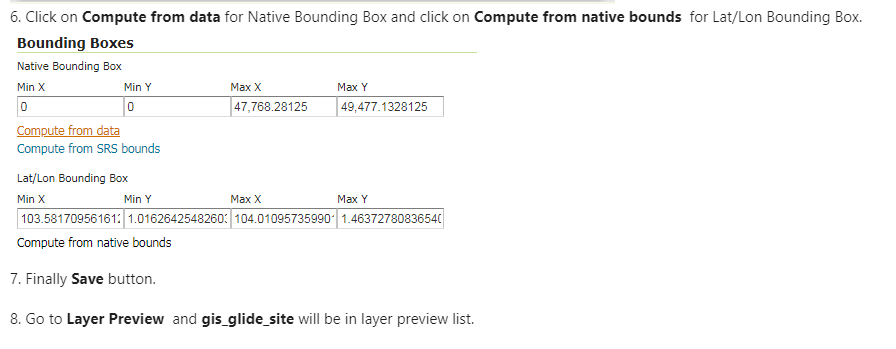 6. Click on Compute from data for Native Bounding Box and click on Compute from native bounds for Lat/Lon Bounding Box.
Bounding Boxes
Native Bounding Box
Min X Min Y Max X Max Y
0 0 47,768.28125 49,477.1328125
Compute from data
Compute from SRS bounds
Lat/Lon Bounding Box
Min X Min Y Max X Max Y
103.58170956161 1.0162642548260 104.01095735990 1.4637278083654
Compute from native bounds
7. Finally Save button.
8. Go to Layer Preview and gis_glide_site will be in layer preview list.